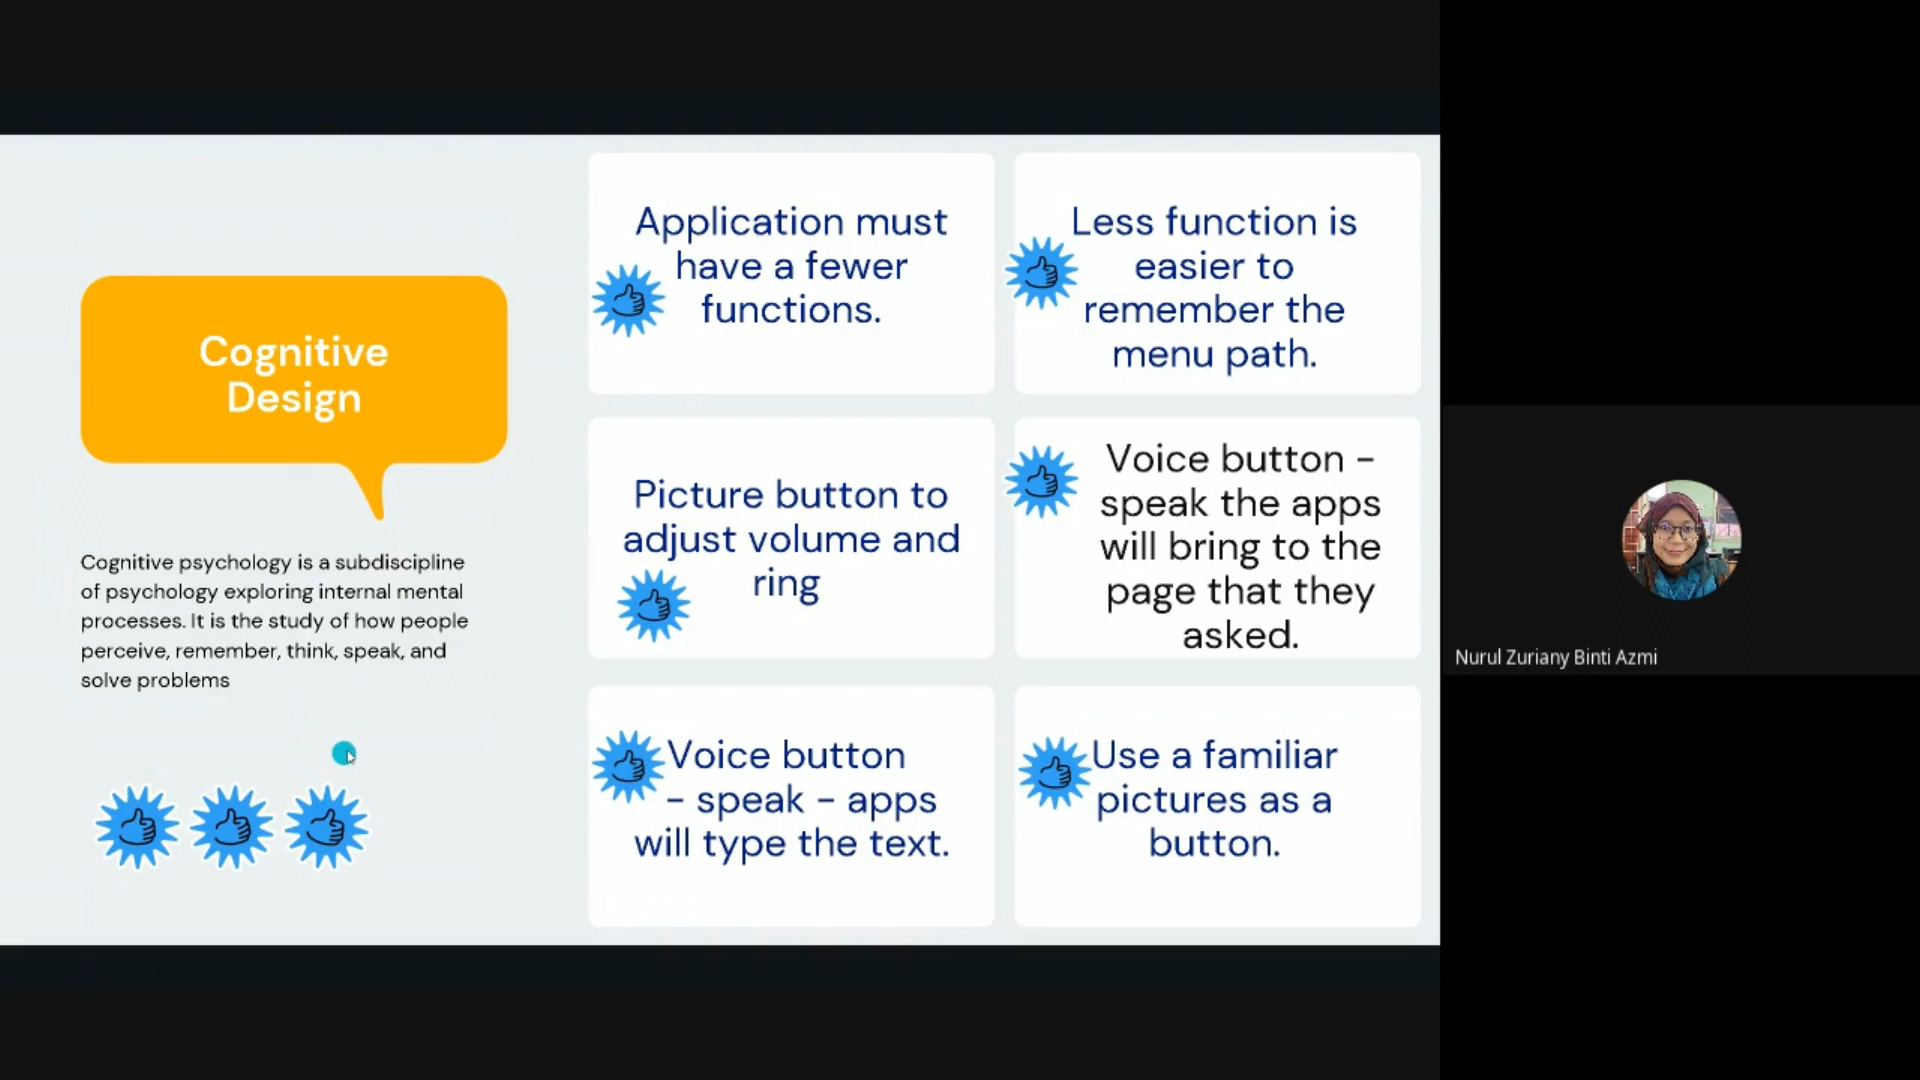 Cognitive
Design
Cognitive psychology is a subdiscipline
of psychology exploring internal mental
processes. It is the study of how people
perceive, remember, think, speak, and
solve problems
Application must
have a fewer
functions.
Less function is
easier to
remember the
menu path.
Picture button to
adjust volume and
ring
Voice button -
speak the apps
will bring to the
page that they
asked.
Voice button
- speak - apps
will type the text.
Use a familiar
pictures as a
button.
Nurul Zuriany Binti Azmi